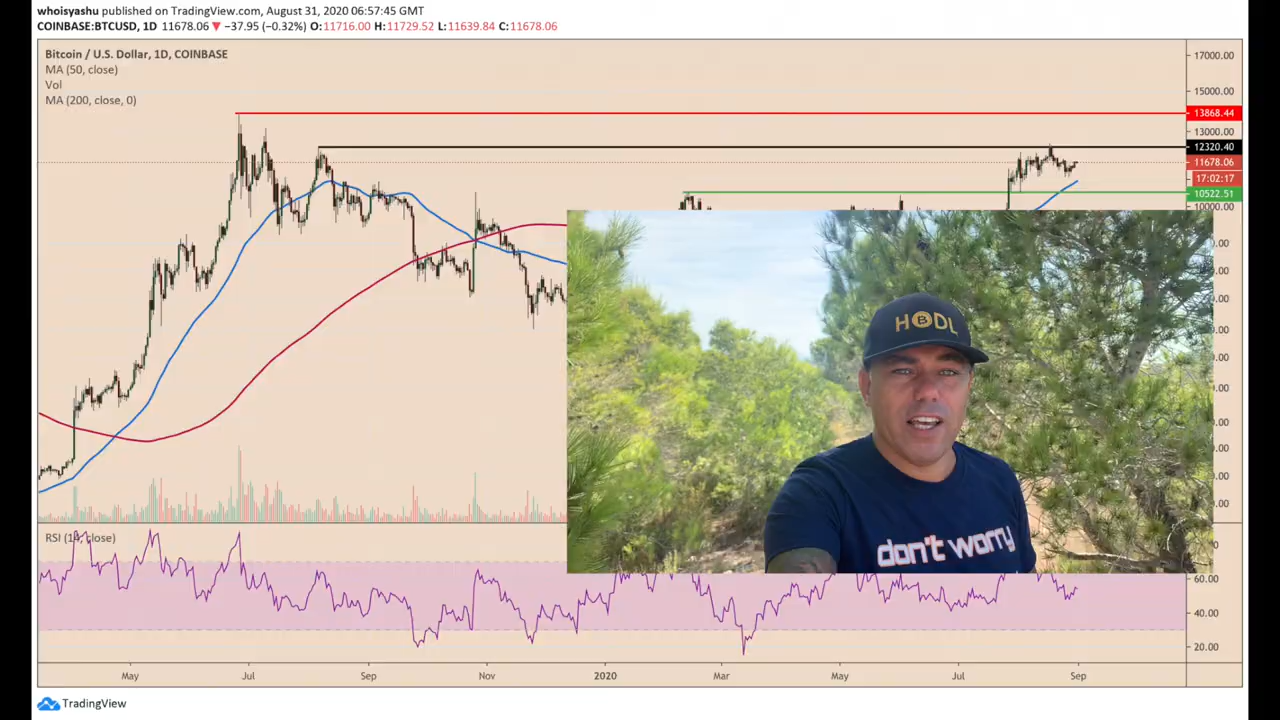 whoisyashu published on TradingView.com, August 31, 2020 06:57:45 GMT
COINBASE:BTCUSD, 1D 11678.06 ▼ −37.95 (−0.32%) O:11716.00 H:11729.52 L:11639.84 C:11678.06
Bitcoin / U.S. Dollar, 1D, COINBASE
MA (50, close)
Vol
MA (200, close, 0)
17000.00
15000.00
13868.44
13000.00
12320.40
11678.06
17:02:17
10522.51
10000.00
HODL
don't worry
RSI (14, close)
60.00
40.00
20.00
May
Jul
Sep
Nov
2020
Mar
May
Jul
Sep
TradingView